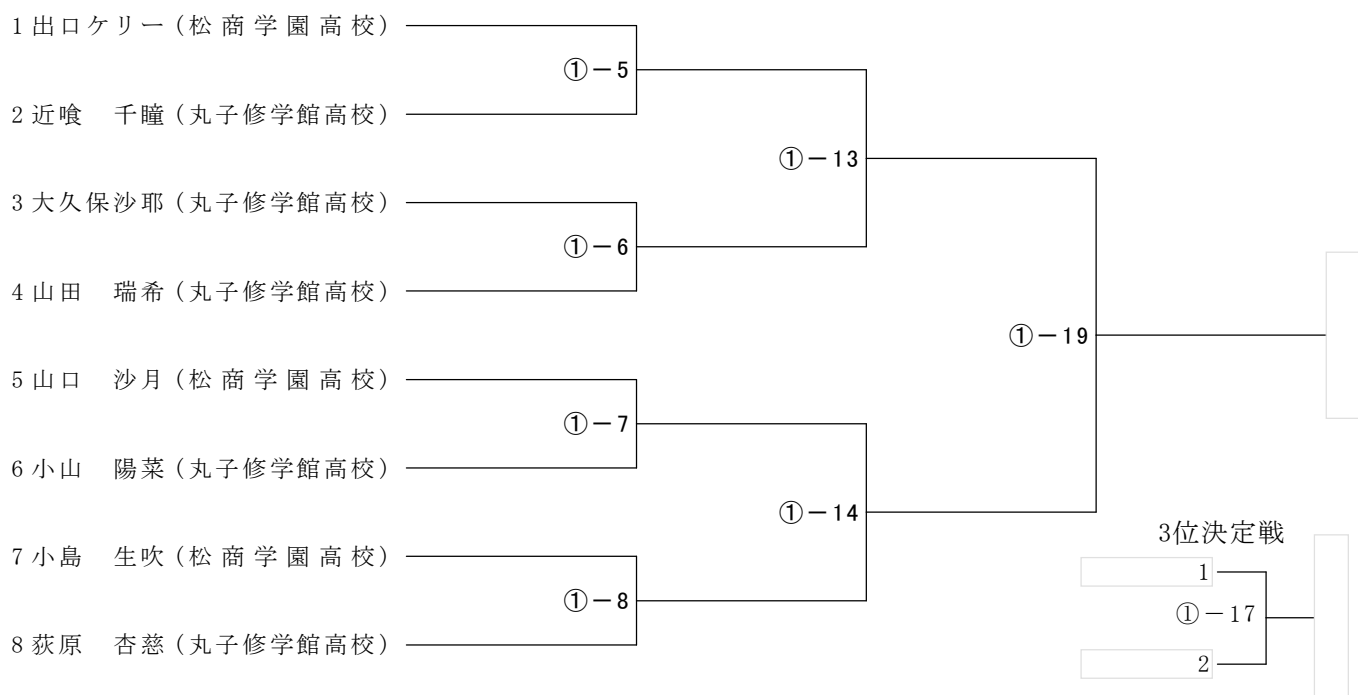 1 出口ケリー (松 商 学 園 高 校)
①－5
2 近喰　千瞳 (丸子修学館高校)
①－13
3 大久保沙耶 (丸子修学館高校)
①－6
4 山田　瑞希 (丸子修学館高校)
①－19
5 山口　沙月 (松 商 学 園 高 校)
①－7
6 小山　陽菜 (丸子修学館高校)
①－14
7 小島　生吹 (松 商 学 園 高 校)
①－8
8 荻原　杏慈 (丸子修学館高校)
3位決定戦
1
①－17
2